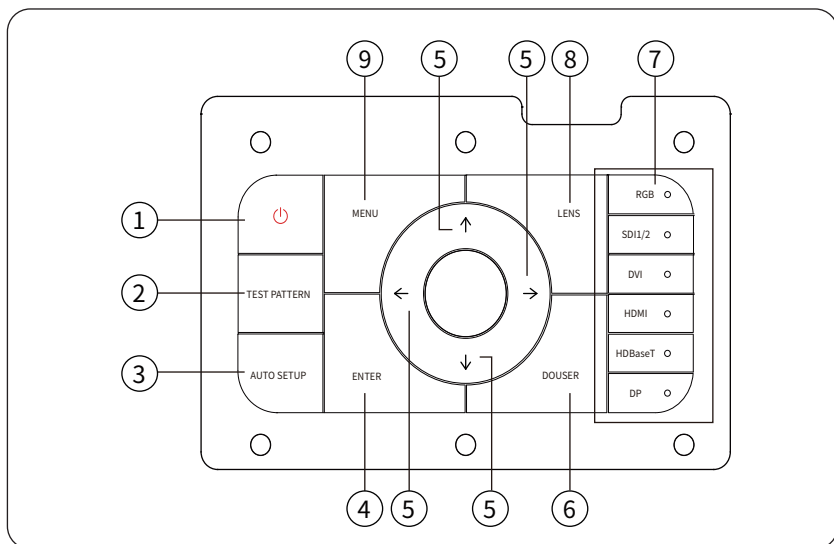 ⑨ ⑤ ⑤ ⑧ ⑦
① MENU LENS RGB
SDI1/2
② TEST PATTERN DVI
HDMI
③ AUTO SETUP ENTER DOUSER HDBaseT
DP
④ ⑤ ⑤ ⑥